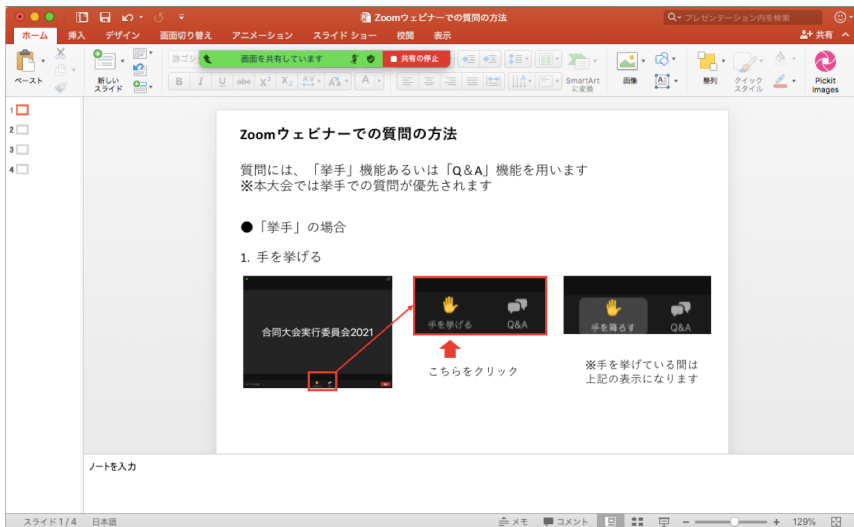 Zoomウェビナーでの質問の方法
プレゼンテーション内を検索
ホーム 挿入 デザイン 画面切り替え アニメーション スライド ショー 校閲 表示
共有
画面を共有しています
共有の停止
ペースト
新しい
スライド
B I U abc X² X₂ AV Aa A
SmartArt
に変換
画像
整列
クイック
スタイル
Pickit
Images
1
2
3
4
Zoomウェビナーでの質問の方法
質問には、「挙手」機能あるいは「Q&A」機能を用います
※本大会では挙手での質問が優先されます
●「挙手」の場合
1. 手を挙げる
合同大会実行委員会2021
手を挙げる Q&A
手を降ろす Q&A
こちらをクリック
※手を挙げている間は
上記の表示になります
ノートを入力
スライド 1 / 4 日本語
メモ コメント
129%